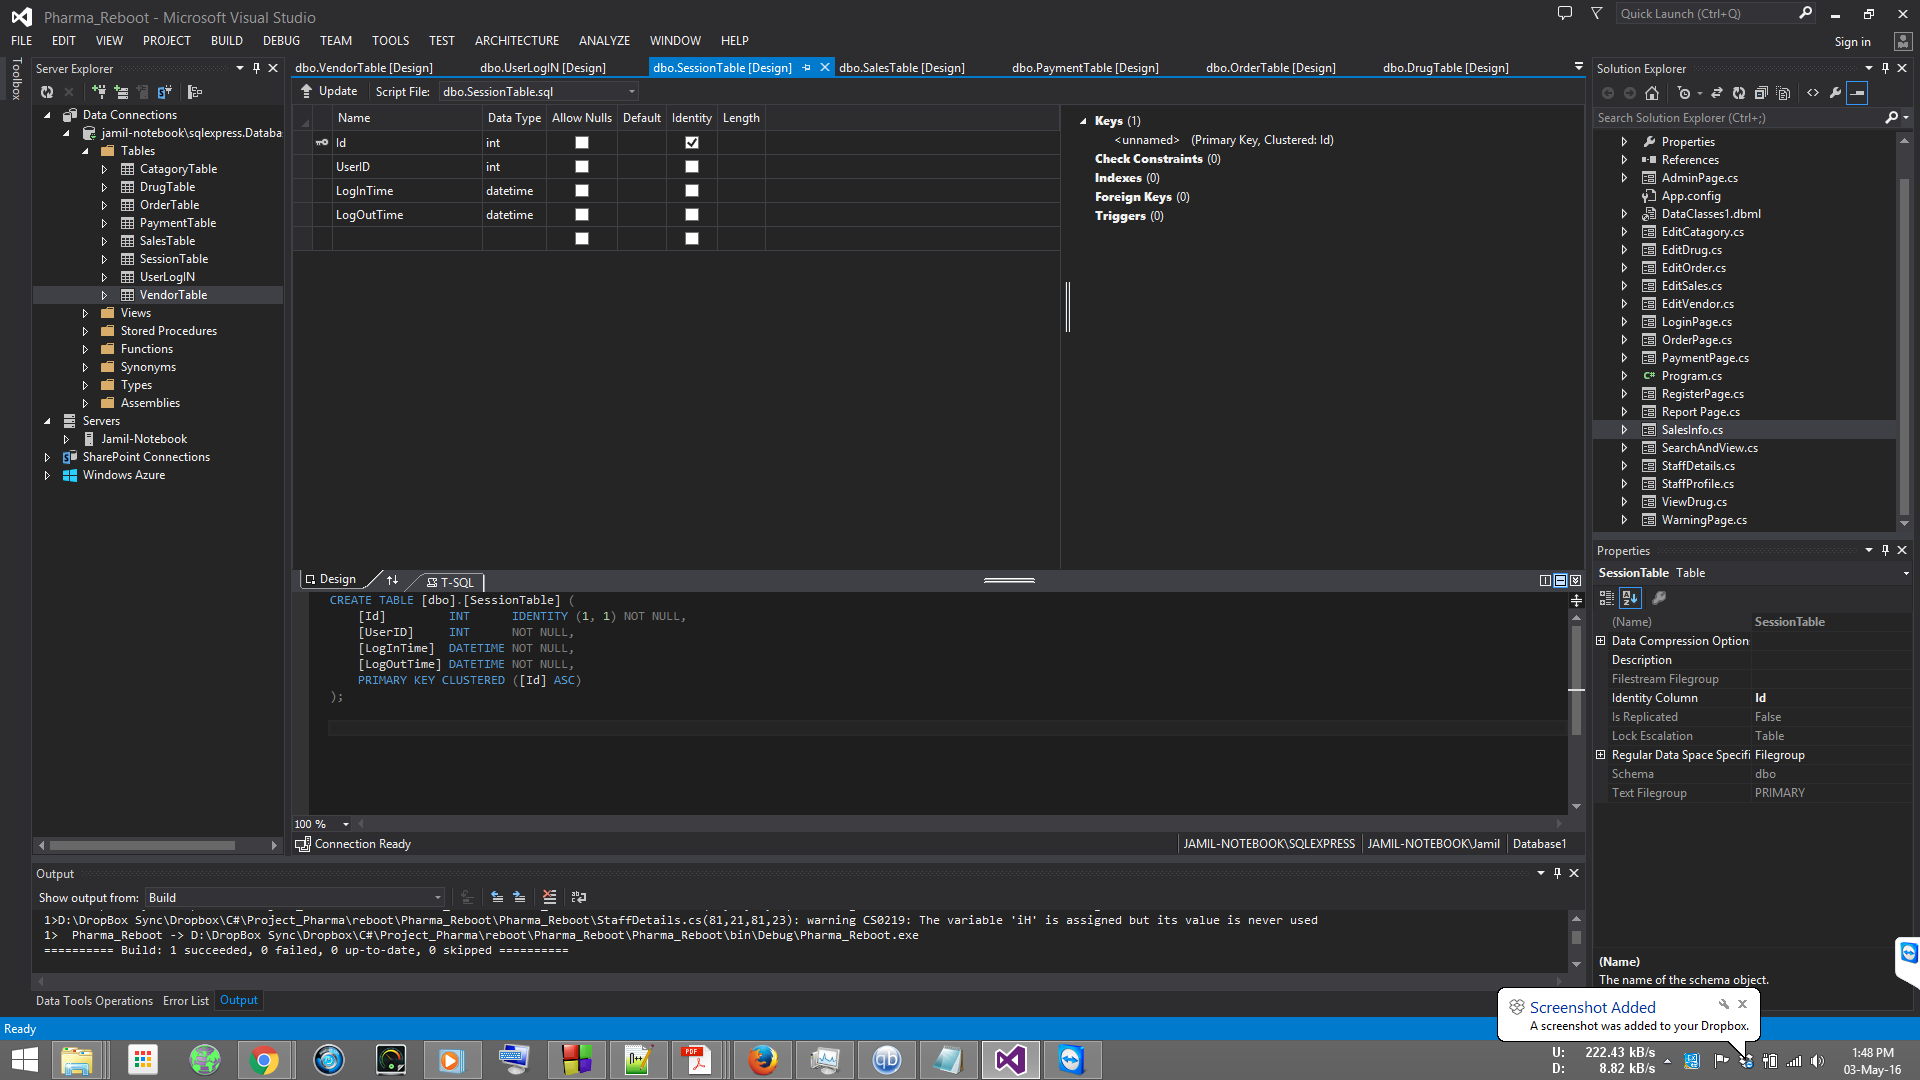 Pharma_Reboot - Microsoft Visual Studio
Quick Launch (Ctrl+Q)
FILE EDIT VIEW PROJECT BUILD DEBUG TEAM TOOLS TEST ARCHITECTURE ANALYZE WINDOW HELP
Sign in
Toolbox
Server Explorer
Data Connections
jamil-notebook\sqlexpress.Databa
Tables
CatagoryTable
DrugTable
OrderTable
PaymentTable
SalesTable
SessionTable
UserLogIN
VendorTable
Views
Stored Procedures
Functions
Synonyms
Types
Assemblies
Servers
Jamil-Notebook
SharePoint Connections
Windows Azure
dbo.VendorTable [Design] dbo.UserLogIN [Design] dbo.SessionTable [Design] dbo.SalesTable [Design] dbo.PaymentTable [Design] dbo.OrderTable [Design] dbo.DrugTable [Design]
Update Script File: dbo.SessionTable.sql
Name Data Type Allow Nulls Default Identity Length
Id int
UserID int
LogInTime datetime
LogOutTime datetime
Keys (1)
<unnamed> (Primary Key, Clustered: Id)
Check Constraints (0)
Indexes (0)
Foreign Keys (0)
Triggers (0)
Design T-SQL
CREATE TABLE [dbo].[SessionTable] (
[Id] INT IDENTITY (1, 1) NOT NULL,
[UserID] INT NOT NULL,
[LogInTime] DATETIME NOT NULL,
[LogOutTime] DATETIME NOT NULL,
PRIMARY KEY CLUSTERED ([Id] ASC)
);
100 %
Connection Ready
JAMIL-NOTEBOOK\SQLEXPRESS JAMIL-NOTEBOOK\Jamil Database1
Output
Show output from: Build
1>D:\DropBox Sync\Dropbox\C#\Project_Pharma\reboot\Pharma_Reboot\Pharma_Reboot\StaffDetails.cs(81,21,81,23): warning CS0219: The variable 'iH' is assigned but its value is never used
1> Pharma_Reboot -> D:\DropBox Sync\Dropbox\C#\Project_Pharma\reboot\Pharma_Reboot\Pharma_Reboot\bin\Debug\Pharma_Reboot.exe
========== Build: 1 succeeded, 0 failed, 0 up-to-date, 0 skipped ==========
Data Tools Operations Error List Output
Solution Explorer
Search Solution Explorer (Ctrl+;)
Properties
References
AdminPage.cs
App.config
DataClasses1.dbml
EditCatagory.cs
EditDrug.cs
EditOrder.cs
EditSales.cs
EditVendor.cs
LoginPage.cs
OrderPage.cs
PaymentPage.cs
C# Program.cs
RegisterPage.cs
Report Page.cs
SalesInfo.cs
SearchAndView.cs
StaffDetails.cs
StaffProfile.cs
ViewDrug.cs
WarningPage.cs
Properties
SessionTable Table
(Name) SessionTable
Data Compression Option
Description
Filestream Filegroup
Identity Column Id
Is Replicated False
Lock Escalation Table
Regular Data Space Specifi Filegroup
Schema dbo
Text Filegroup PRIMARY
(Name)
The name of the schema object.
Screenshot Added
A screenshot was added to your Dropbox.
Ready
PDF
qb
U: 222.43 kB/s
D: 8.82 kB/s
1:48 PM
03-May-16